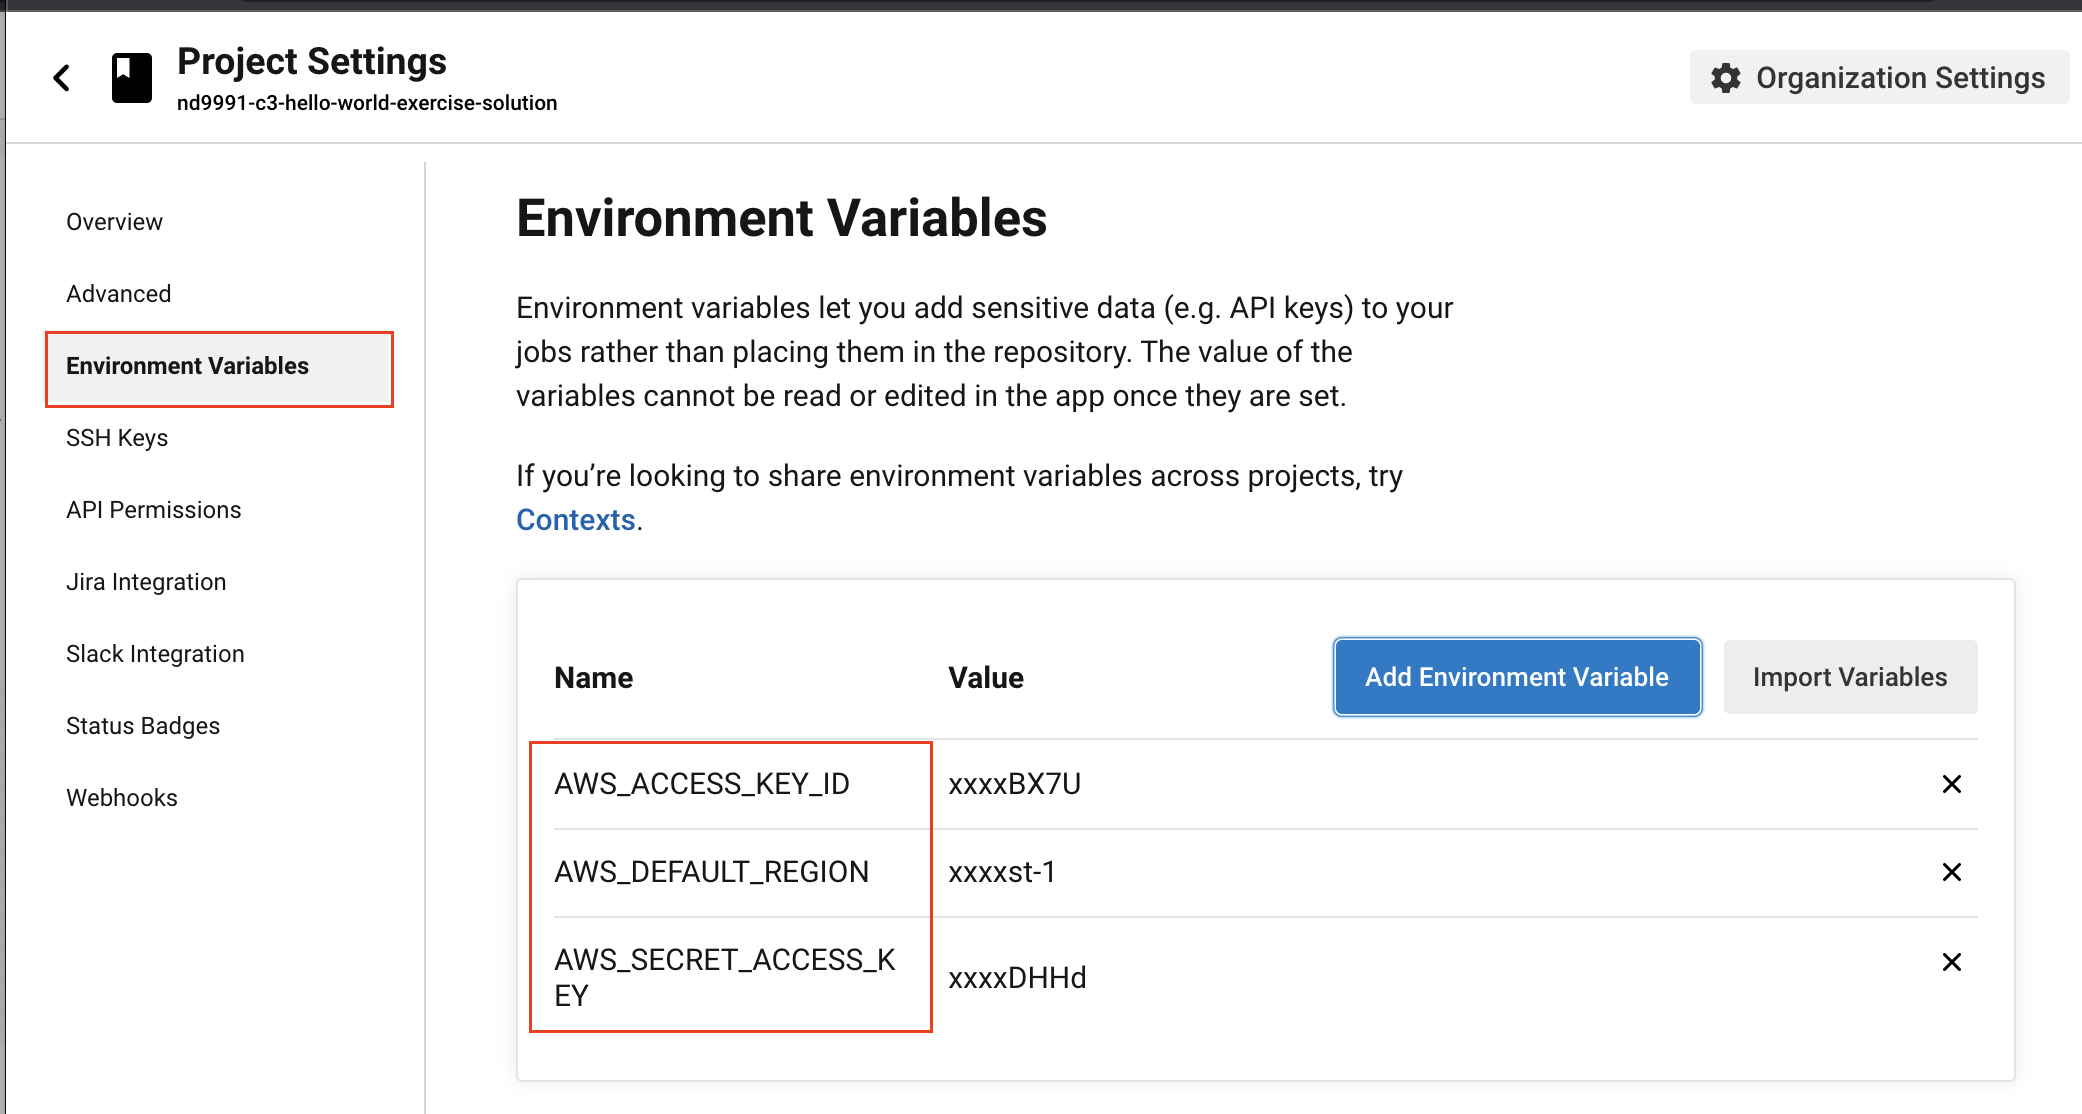 Project Settings
nd9991-c3-hello-world-exercise-solution
Organization Settings
Overview
Advanced
Environment Variables
SSH Keys
API Permissions
Jira Integration
Slack Integration
Status Badges
Webhooks
Environment Variables
Environment variables let you add sensitive data (e.g. API keys) to your
jobs rather than placing them in the repository. The value of the
variables cannot be read or edited in the app once they are set.
If you’re looking to share environment variables across projects, try
Contexts.
Name Value Add Environment Variable Import Variables
AWS_ACCESS_KEY_ID xxxxBX7U
AWS_DEFAULT_REGION xxxxst-1
AWS_SECRET_ACCESS_K
EY xxxxDHHd